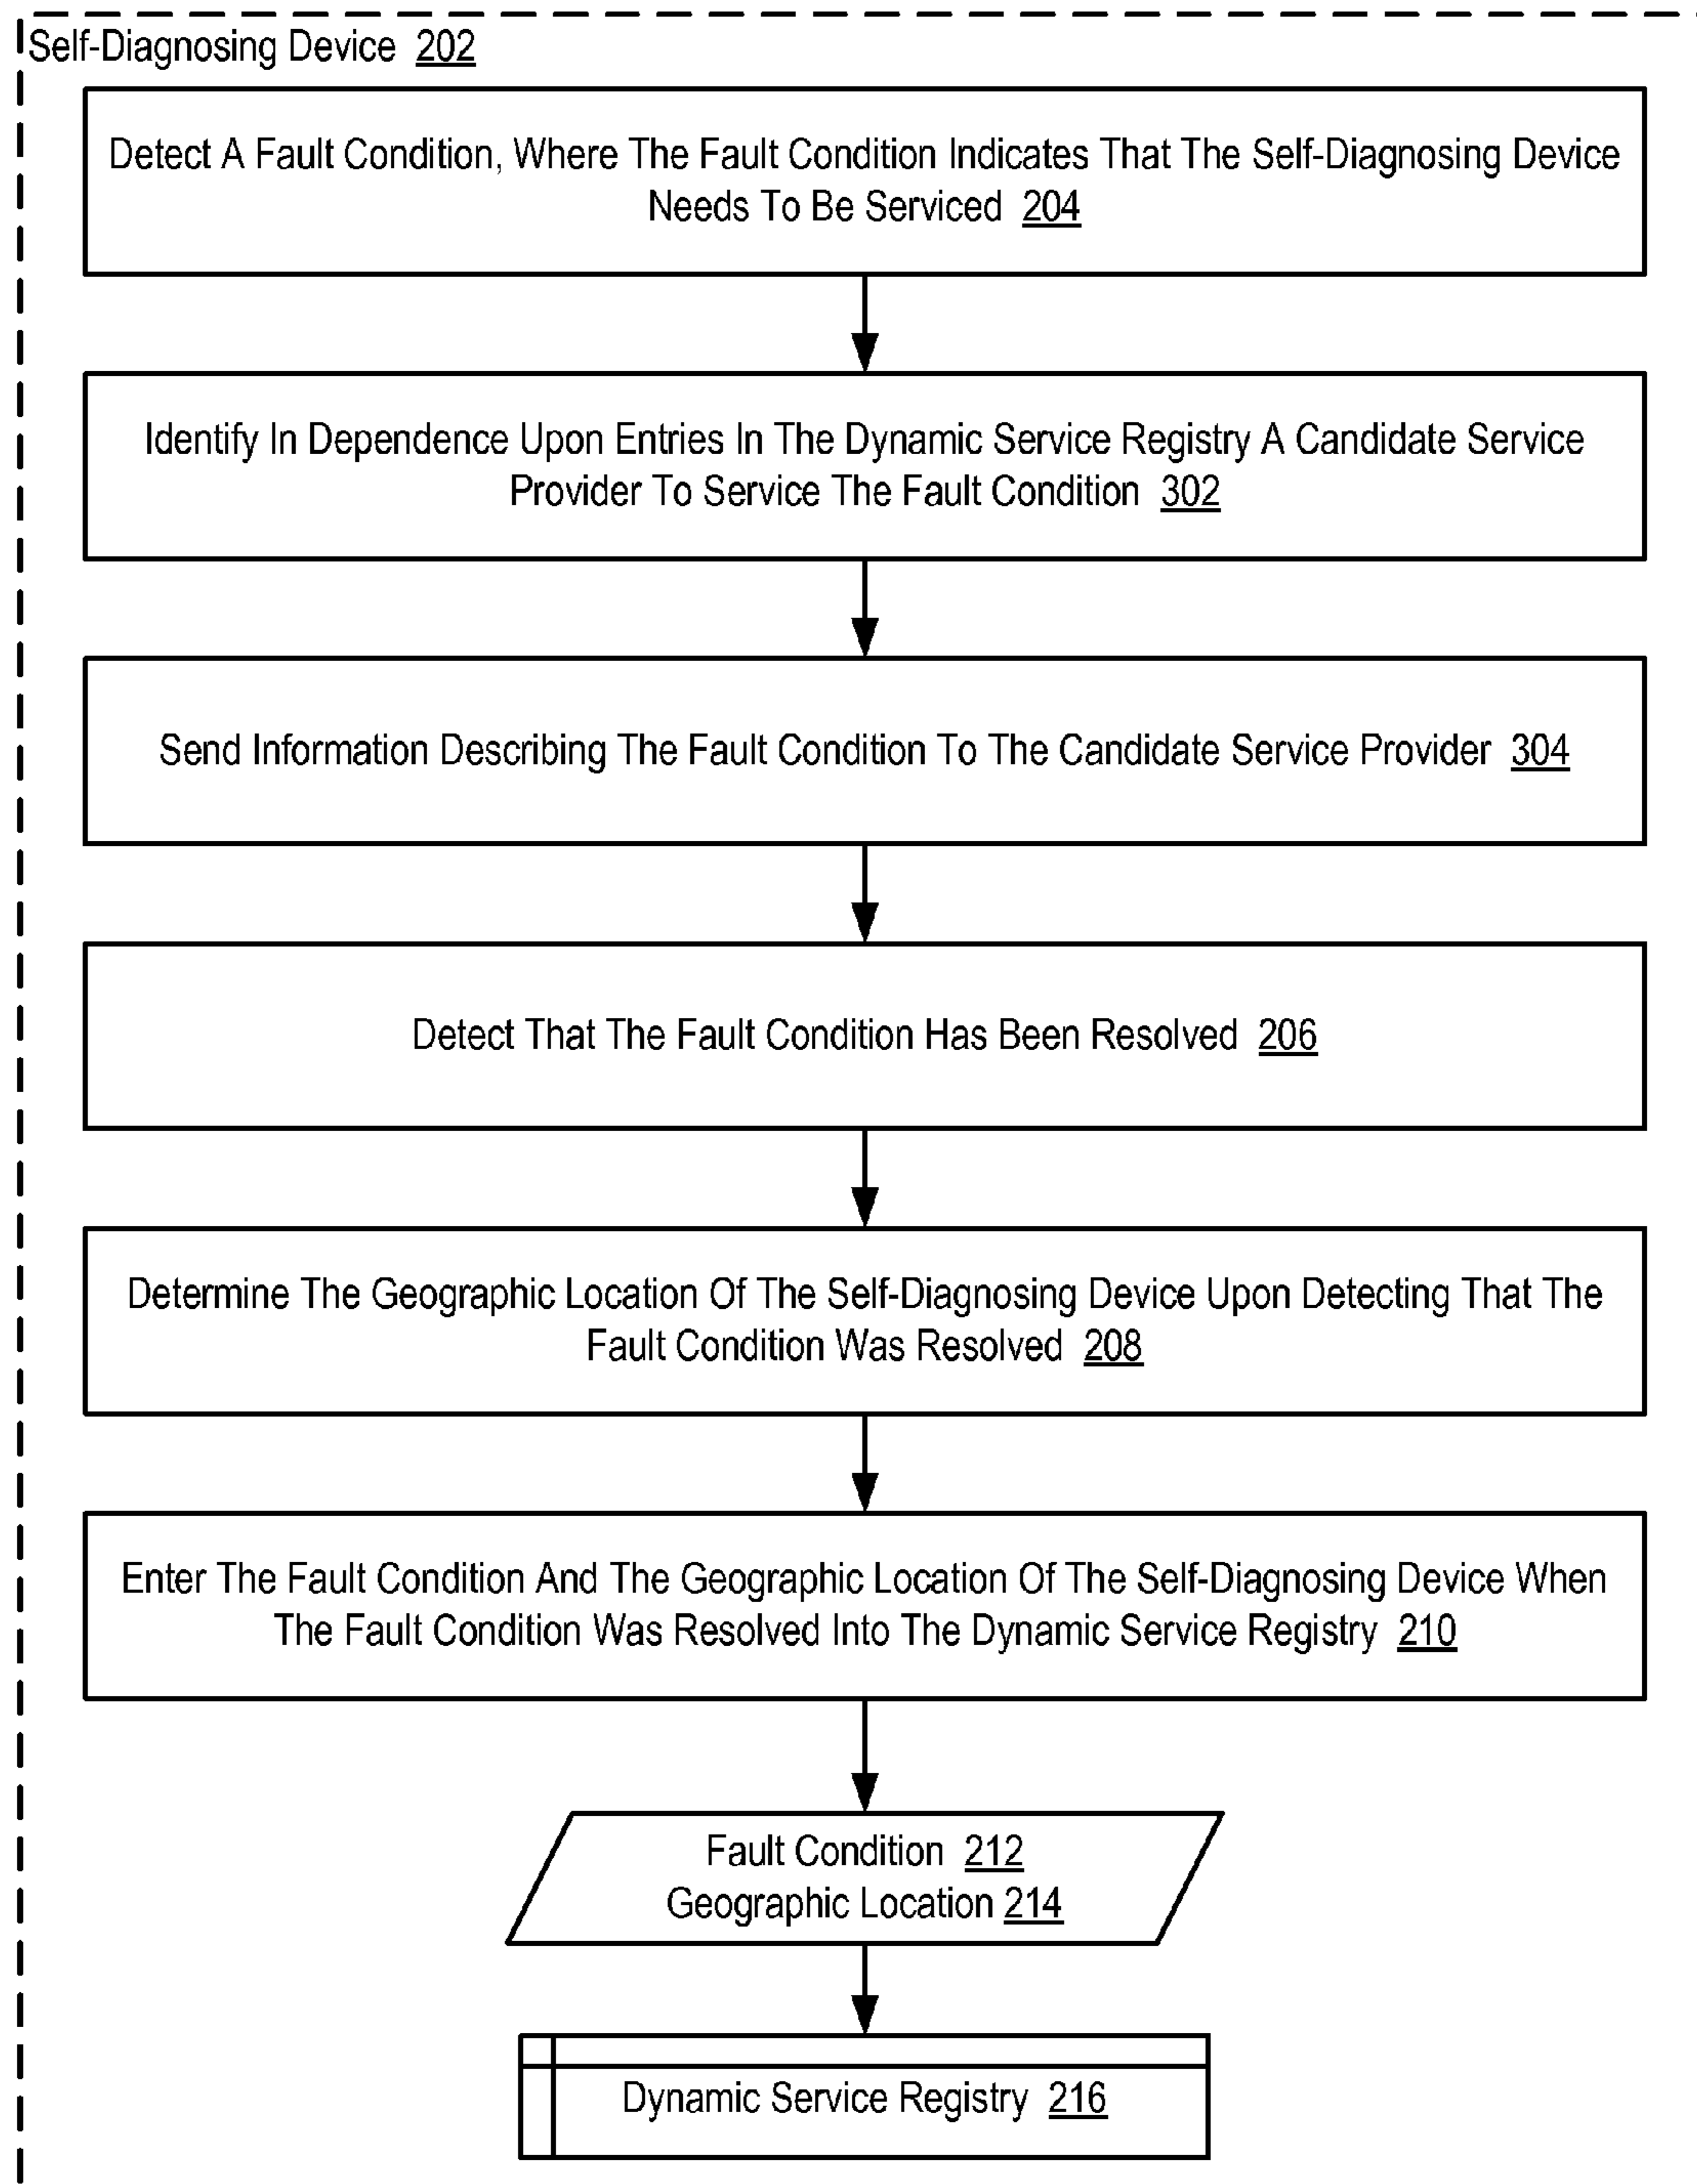 Self-Diagnosing Device 202
Detect A Fault Condition, Where The Fault Condition Indicates That The Self-Diagnosing Device
Needs To Be Serviced 204
Identify In Dependence Upon Entries In The Dynamic Service Registry A Candidate Service
Provider To Service The Fault Condition 302
Send Information Describing The Fault Condition To The Candidate Service Provider 304
Detect That The Fault Condition Has Been Resolved 206
Determine The Geographic Location Of The Self-Diagnosing Device Upon Detecting That The
Fault Condition Was Resolved 208
Enter The Fault Condition And The Geographic Location Of The Self-Diagnosing Device When
The Fault Condition Was Resolved Into The Dynamic Service Registry 210
Fault Condition 212
Geographic Location 214
Dynamic Service Registry 216